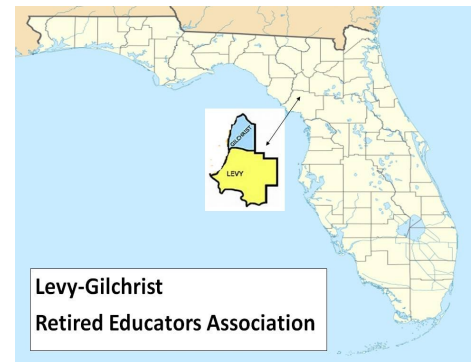 GILCHRIST
LEVY
Levy-Gilchrist
Retired Educators Association